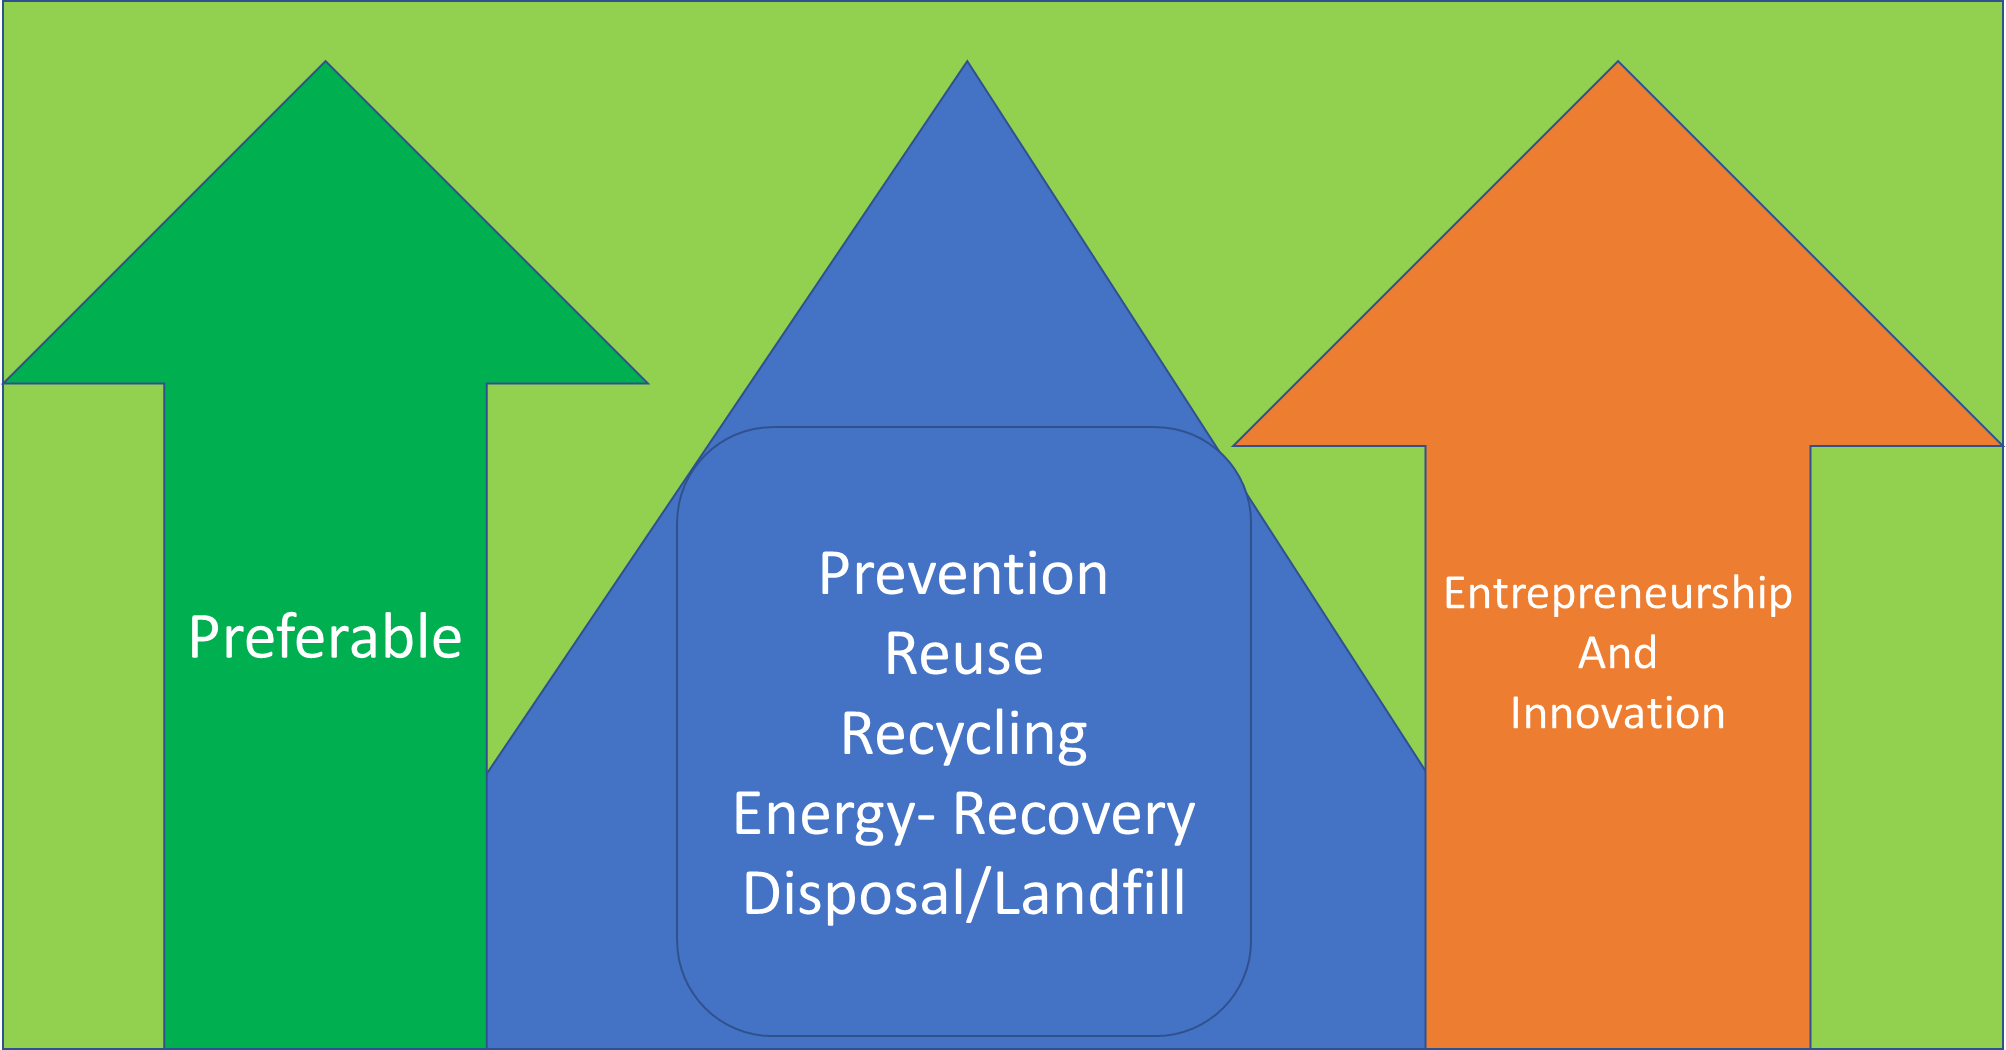 Preferable
Prevention
Reuse
Recycling
Energy- Recovery
Disposal/Landfill
Entrepreneurship
And
Innovation